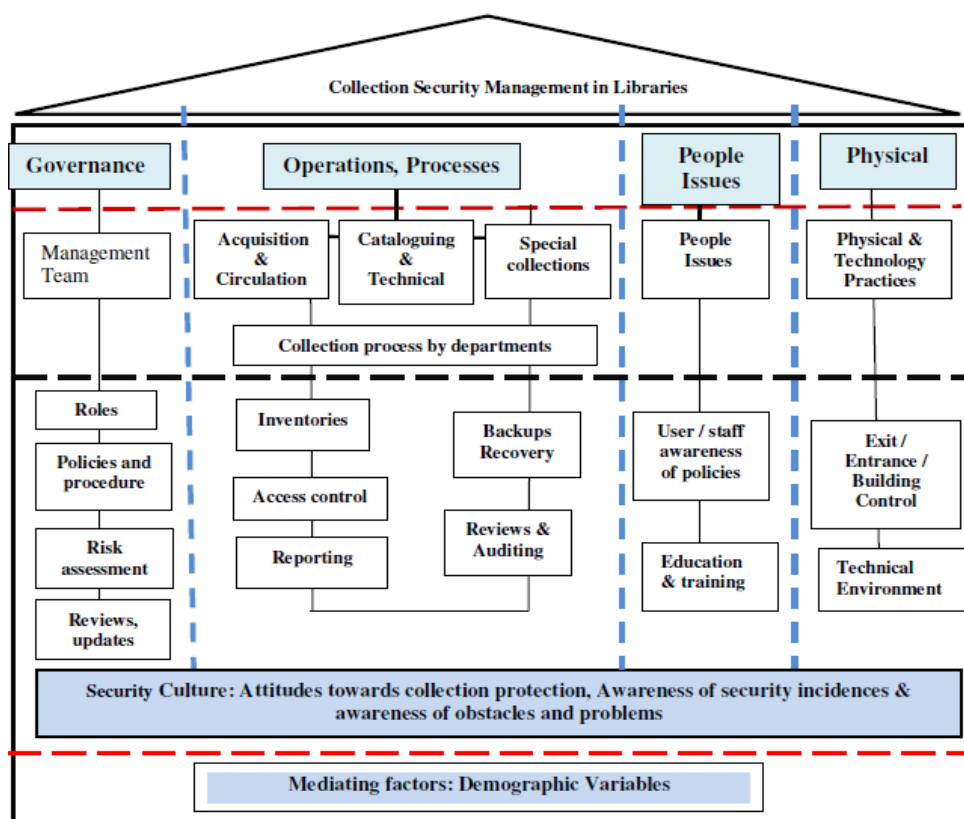 Collection Security Management in Libraries
Governance
Operations, Processes
People
Issues
Physical
Management
Team
Acquisition
&
Circulation
Cataloguing
&
Technical
Special
collections
People
Issues
Physical &
Technology
Practices
Collection process by departments
Roles
Policies and
procedure
Risk
assessment
Reviews,
updates
Inventories
Access control
Reporting
Backups
Recovery
Reviews &
Auditing
User / staff
awareness
of policies
Education
& training
Exit /
Entrance /
Building
Control
Technical
Environment
Security Culture: Attitudes towards collection protection, Awareness of security incidences &
awareness of obstacles and problems
Mediating factors: Demographic Variables